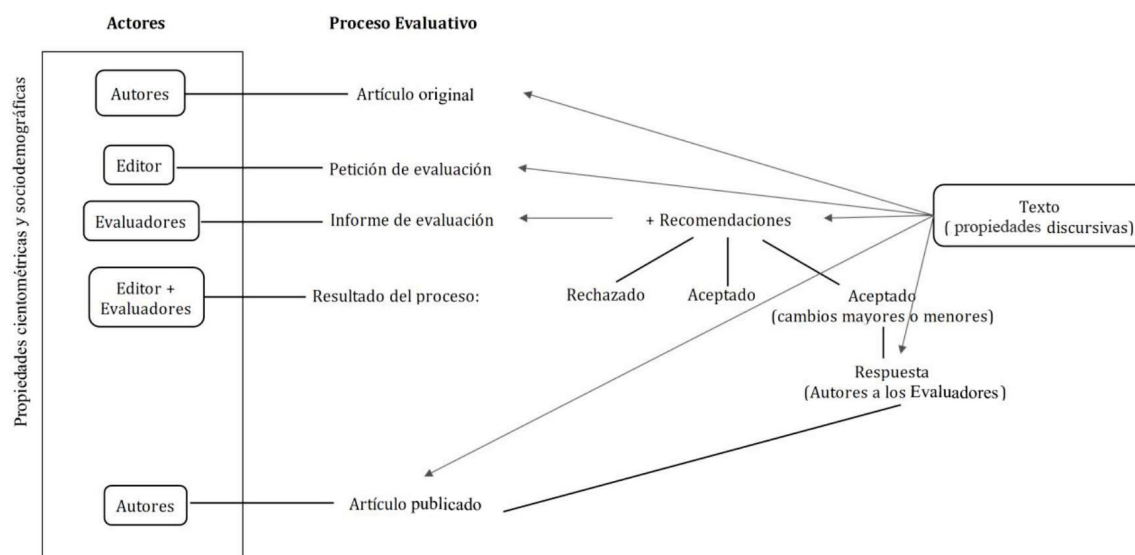 Actores
Proceso Evaluativo
Propiedades cientométricas y sociodemográficas
Autores
Artículo original
Editor
Petición de evaluación
Evaluadores
Informe de evaluación
+ Recomendaciones
Texto
( propiedades discursivas)
Editor +
Evaluadores
Resultado del proceso:
Rechazado
Aceptado
Aceptado
(cambios mayores o menores)
Respuesta
(Autores a los Evaluadores)
Autores
Artículo publicado